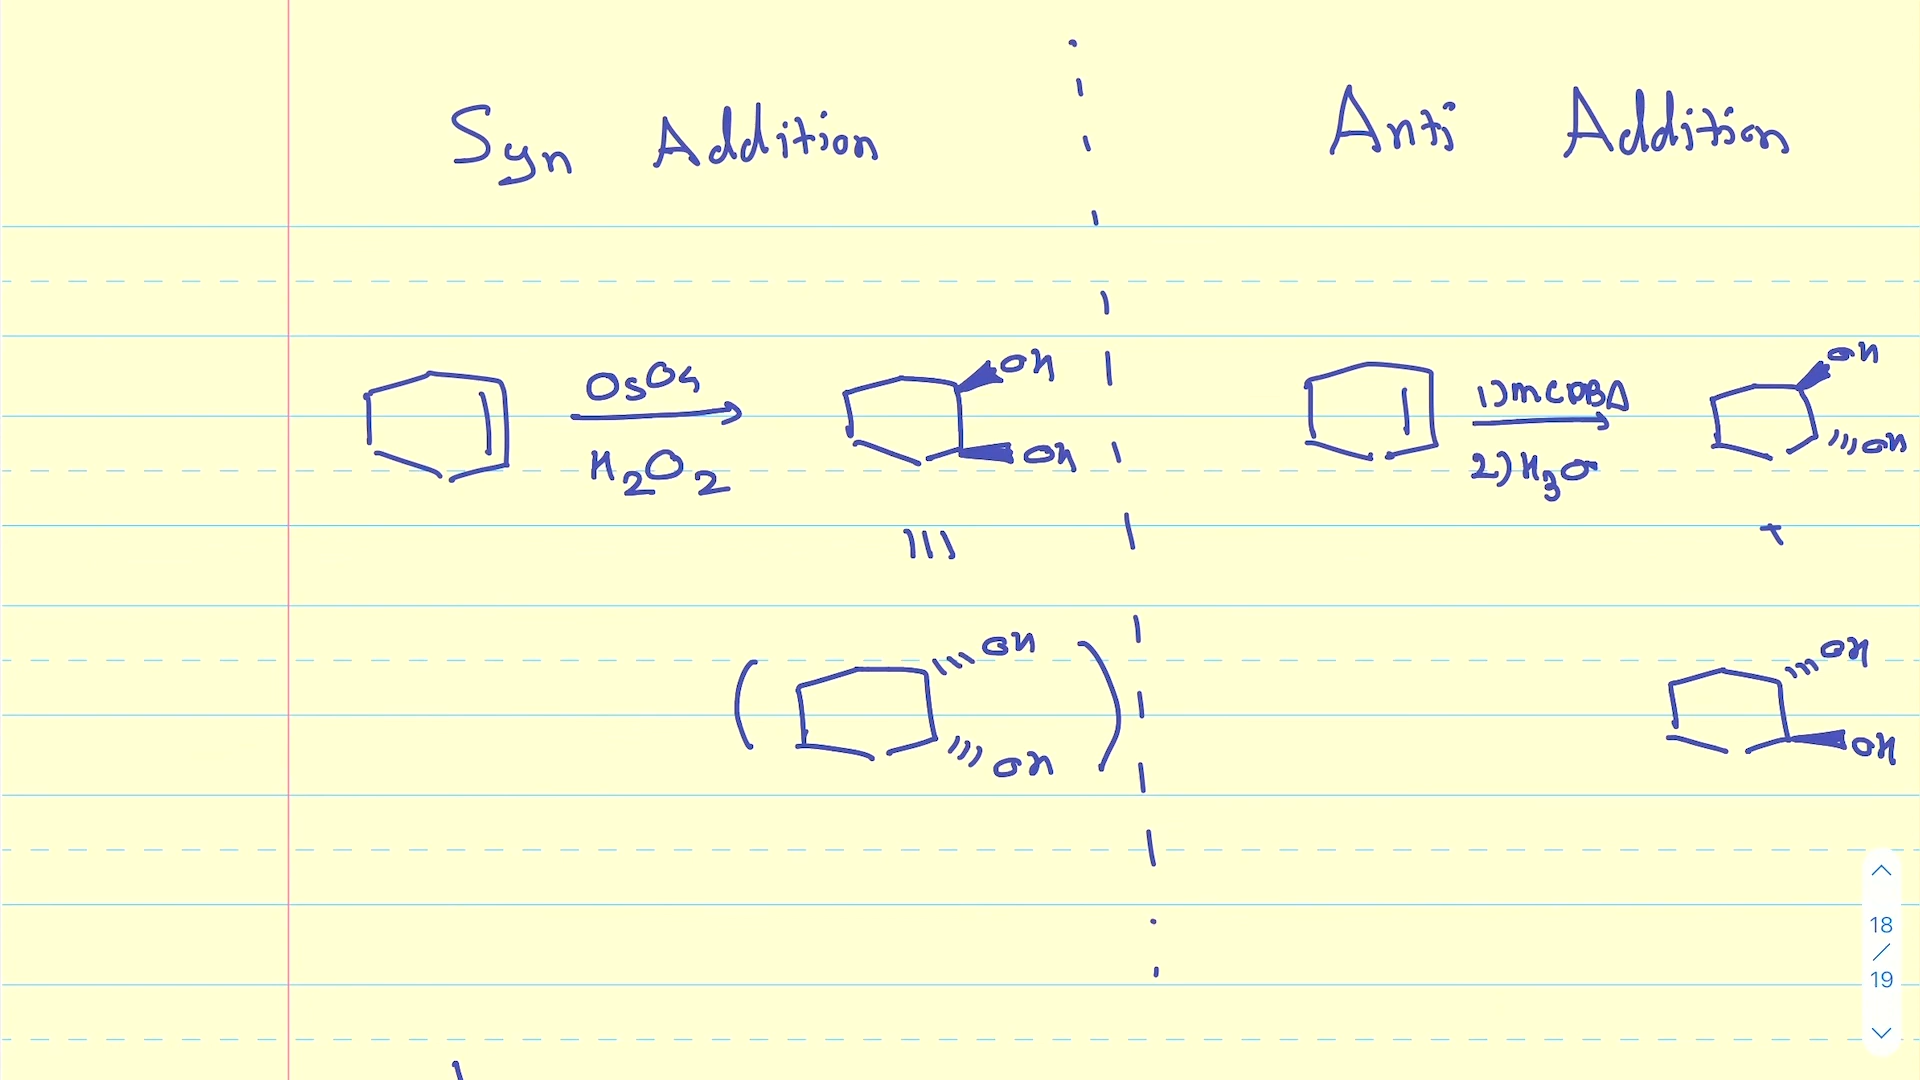 Syn Addition
Anti Addition
OsO4
H2O2
OH
OH
OH
OH
1) mCPBA
2) H3O
OH
OH
+
OH
OH
18
/
19